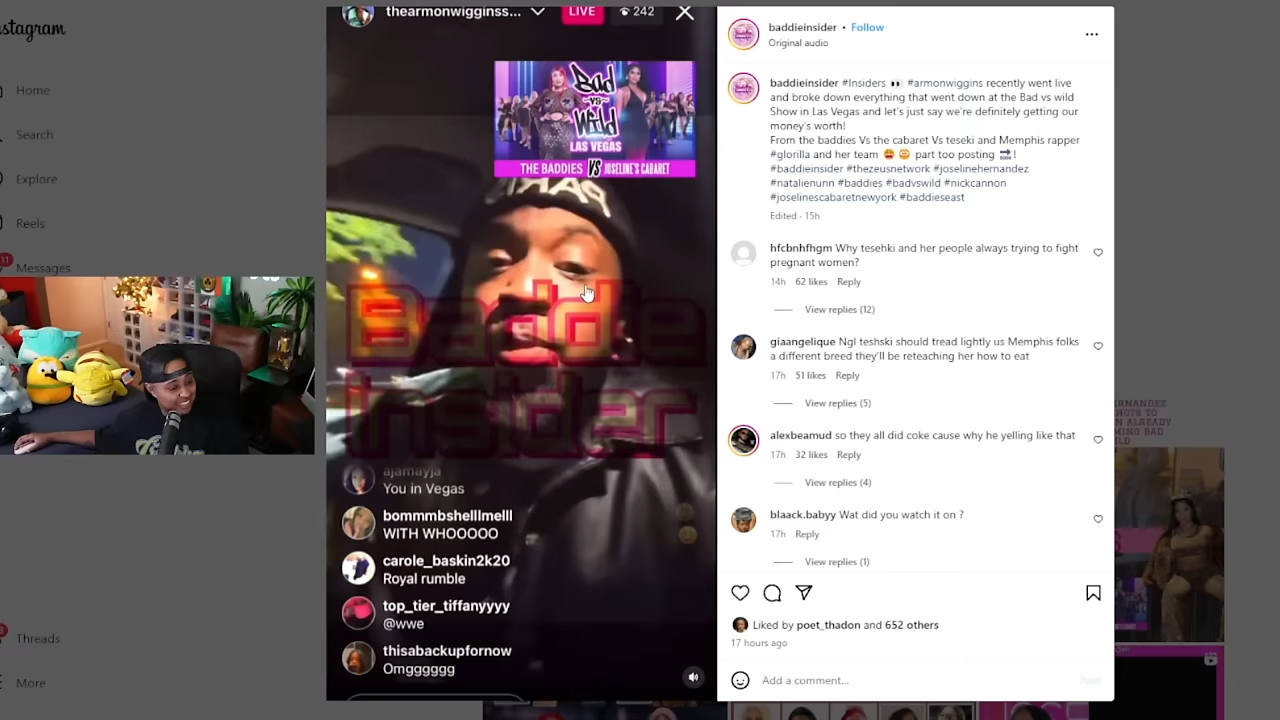 stagram
Home
Search
Explore
Reels
11
Messages
Threads
More
thearmonwigginss...
LIVE
242
Bad
vs
Wild
LAS VEGAS
THE BADDIES VS JOSELINE'S CABARET
Baddie
insider
ajamayja
You in Vegas
bommmbshelllmelll
WITH WHOOOOO
carole_baskin2k20
Royal rumble
top_tier_tiffanyyyy
@wwe
thisabackupfornow
Omggggggg
baddieinsider • Follow
Original audio
baddieinsider #Insiders 👀 #armonwiggins recently went live
and broke down everything that went down at the Bad vs wild
Show in Las Vegas and let's just say we're definitely getting our
money's worth!
From the baddies Vs the cabaret Vs teseki and Memphis rapper
#glorilla and her team 🤩 😳 part too posting 🔜!
#baddieinsider #thezeusnetwork #joselinehernandez
#natalienunn #baddies #badvswild #nickcannon
#joselinescabaretnewyork #baddieseast
Edited · 15h
hfcbnhfhgm Why tesehki and her people always trying to fight
pregnant women?
14h 62 likes Reply
View replies (12)
giaangelique Ngl teshski should tread lightly us Memphis folks
a different breed they'll be reteaching her how to eat
17h 51 likes Reply
View replies (5)
alexbeamud so they all did coke cause why he yelling like that
17h 32 likes Reply
View replies (4)
blaack.babyy Wat did you watch it on ?
17h Reply
View replies (1)
Liked by poet_thadon and 652 others
17 hours ago
Add a comment...
Post